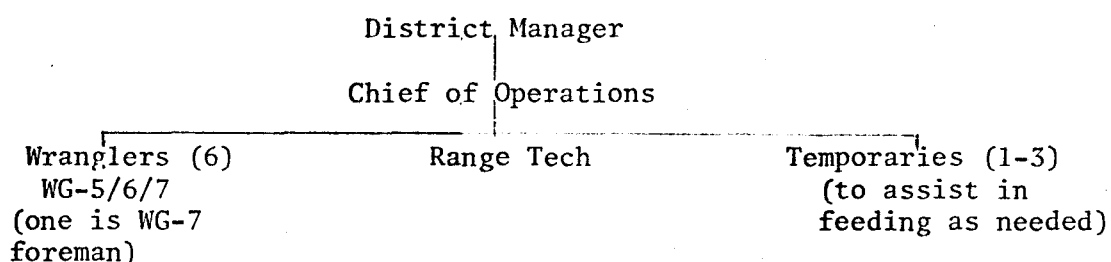 District Manager
Chief of Operations
Wranglers (6) Range Tech Temporaries (1-3)
WG-5/6/7 (to assist in
(one is WG-7 feeding as needed)
foreman)